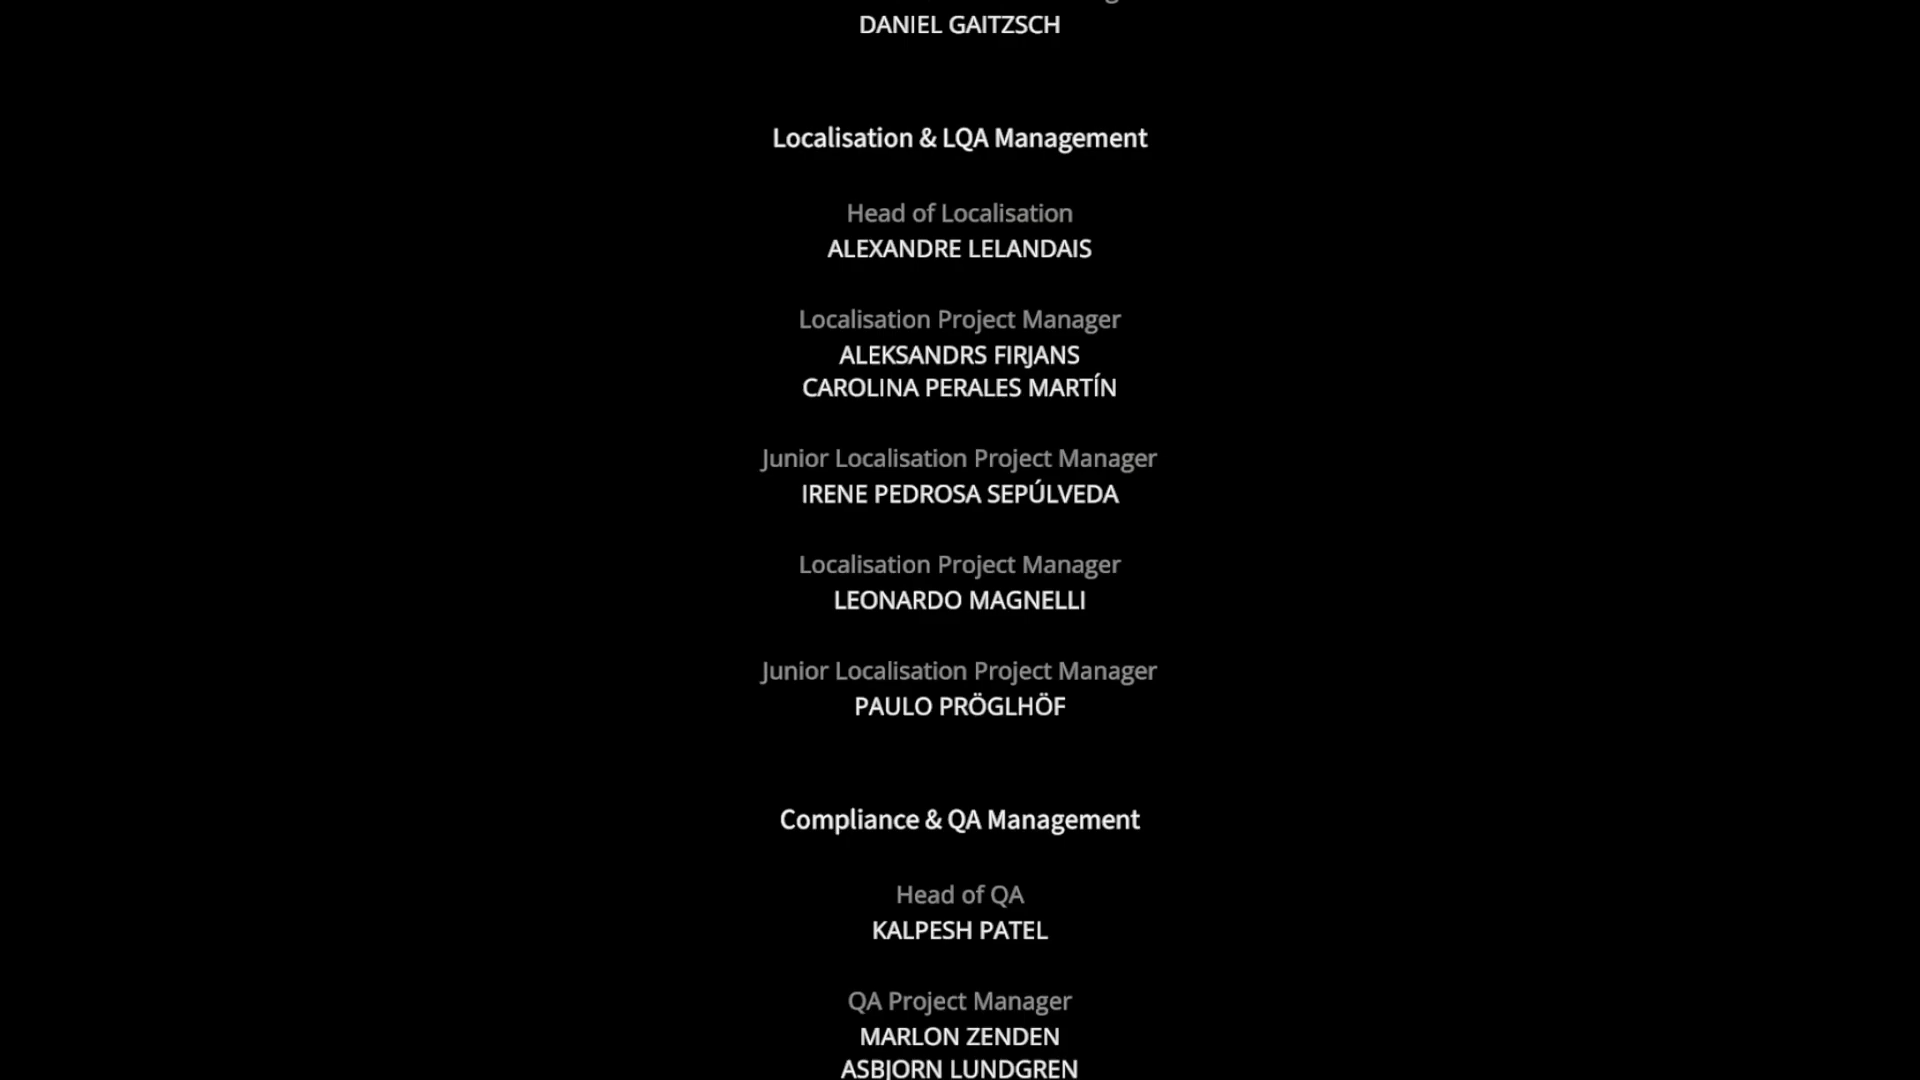 DANIEL GAITZSCH
Localisation & LQA Management
Head of Localisation
ALEXANDRE LELANDAIS
Localisation Project Manager
ALEKSANDRS FIRJANS
CAROLINA PERALES MARTÍN
Junior Localisation Project Manager
IRENE PEDROSA SEPÚLVEDA
Localisation Project Manager
LEONARDO MAGNELLI
Junior Localisation Project Manager
PAULO PRÖGLHÖF
Compliance & QA Management
Head of QA
KALPESH PATEL
QA Project Manager
MARLON ZENDEN
ASBJORN LUNDGREN